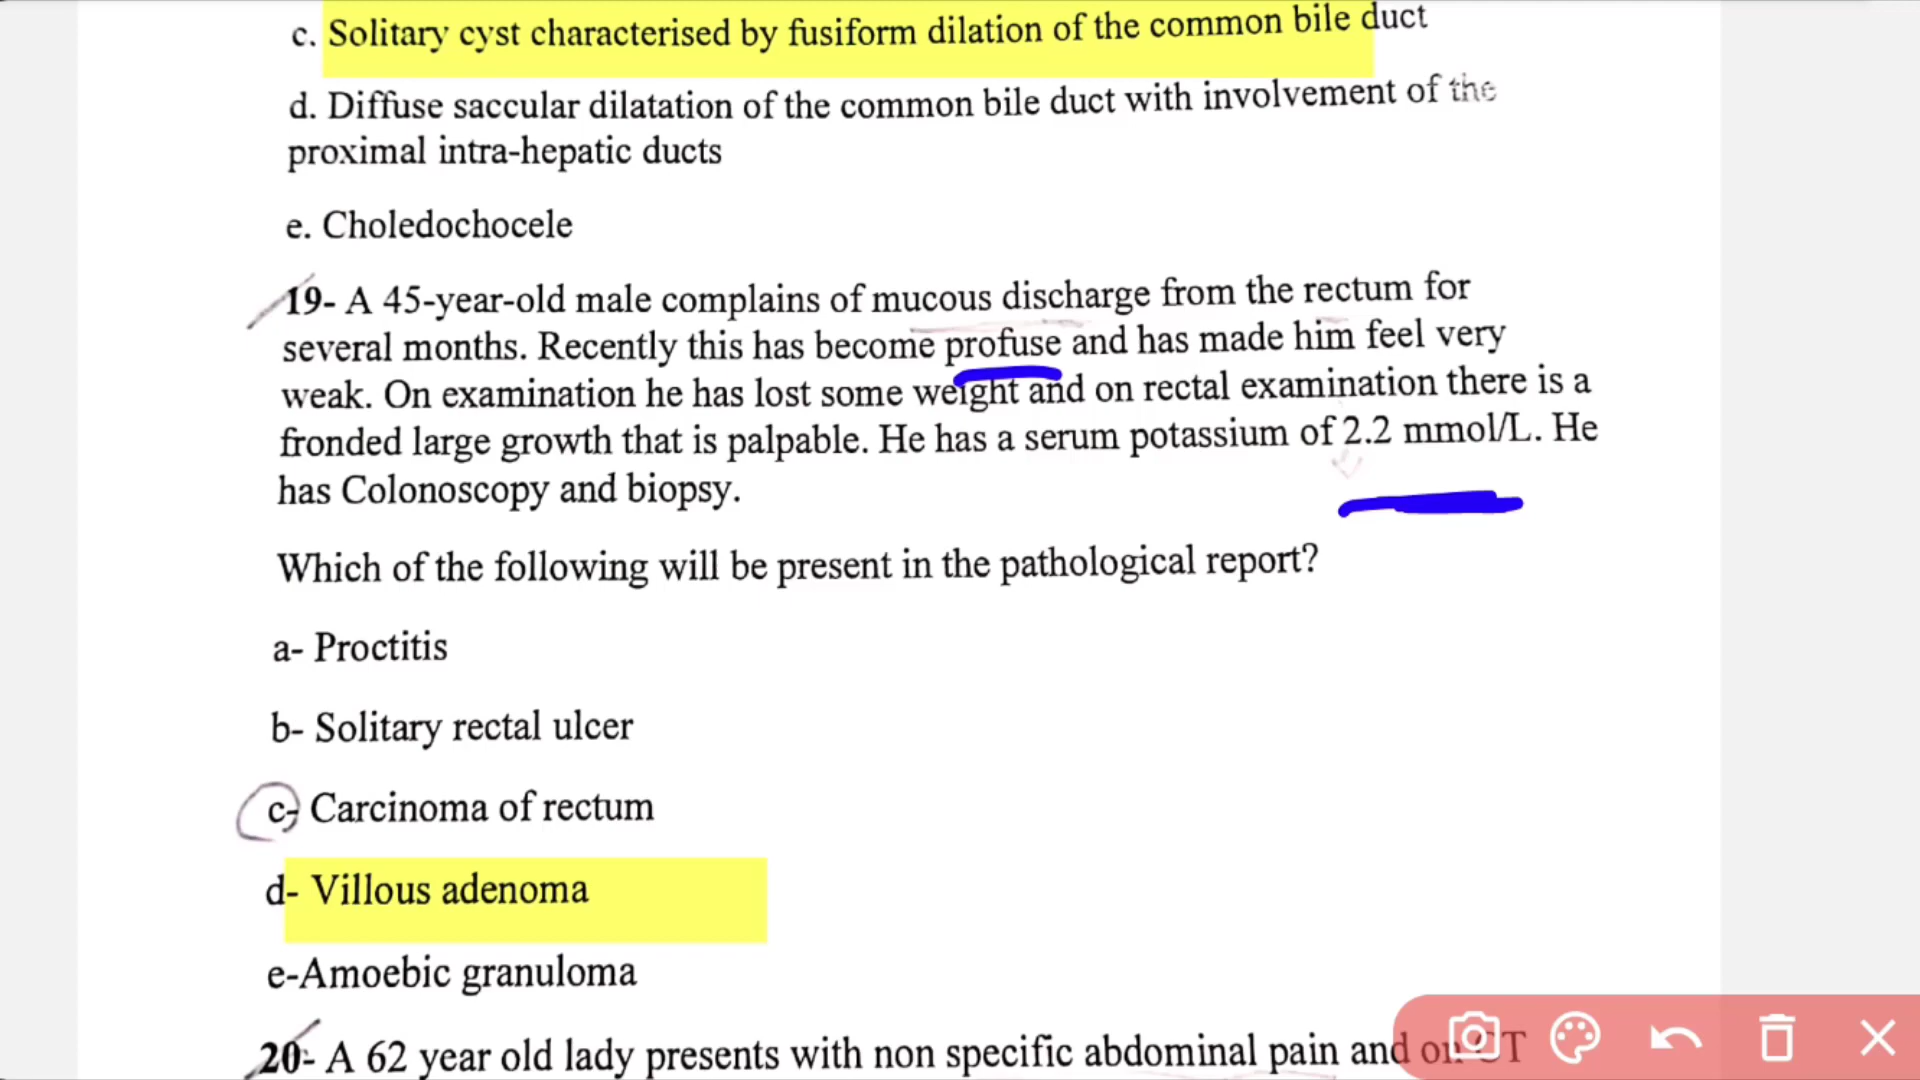 c. Solitary cyst characterised by fusiform dilation of the common bile duct
d. Diffuse saccular dilatation of the common bile duct with involvement of the
proximal intra-hepatic ducts
e. Choledochocele
19- A 45-year-old male complains of mucous discharge from the rectum for
several months. Recently this has become profuse and has made him feel very
weak. On examination he has lost some weight and on rectal examination there is a
fronded large growth that is palpable. He has a serum potassium of 2.2 mmol/L. He
has Colonoscopy and biopsy.
Which of the following will be present in the pathological report?
a- Proctitis
b- Solitary rectal ulcer
c- Carcinoma of rectum
d- Villous adenoma
e-Amoebic granuloma
20- A 62 year old lady presents with non specific abdominal pain and on CT